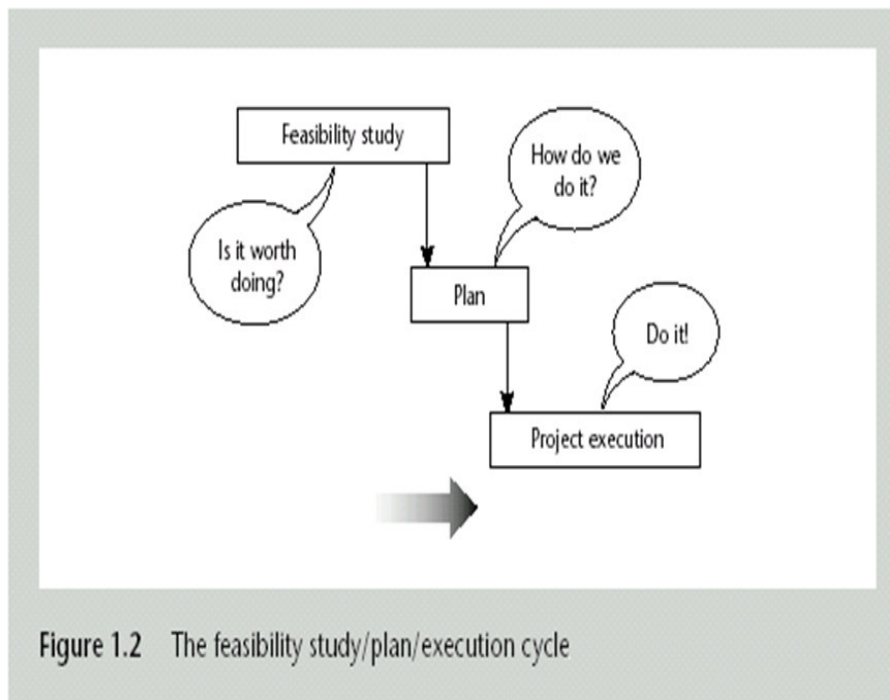 Feasibility study
How do we
do it?
Is it worth
doing?
Plan
Do it!
Project execution
Figure 1.2 The feasibility study/plan/execution cycle